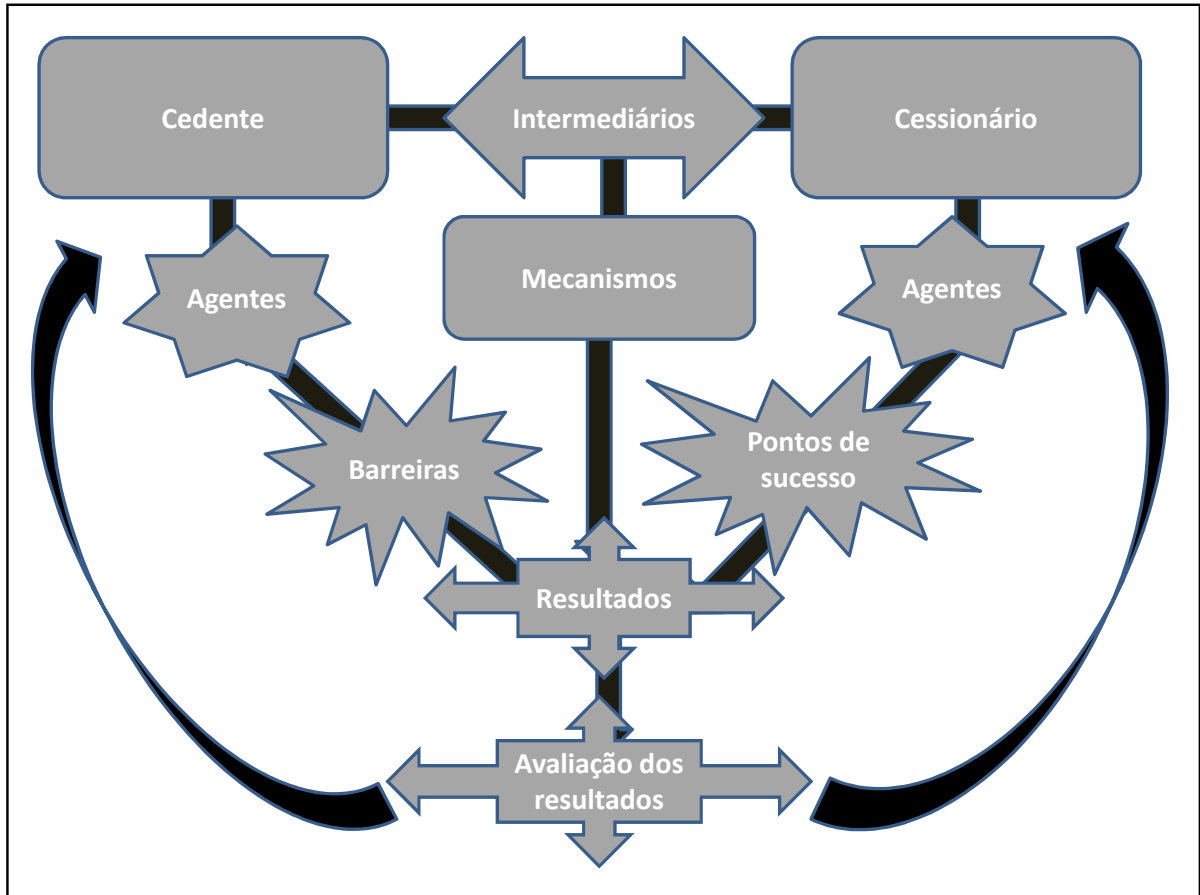 Cedente
Intermediários
Cessionário
Agentes
Mecanismos
Agentes
Barreiras
Pontos de
sucesso
Resultados
Avaliação dos
resultados